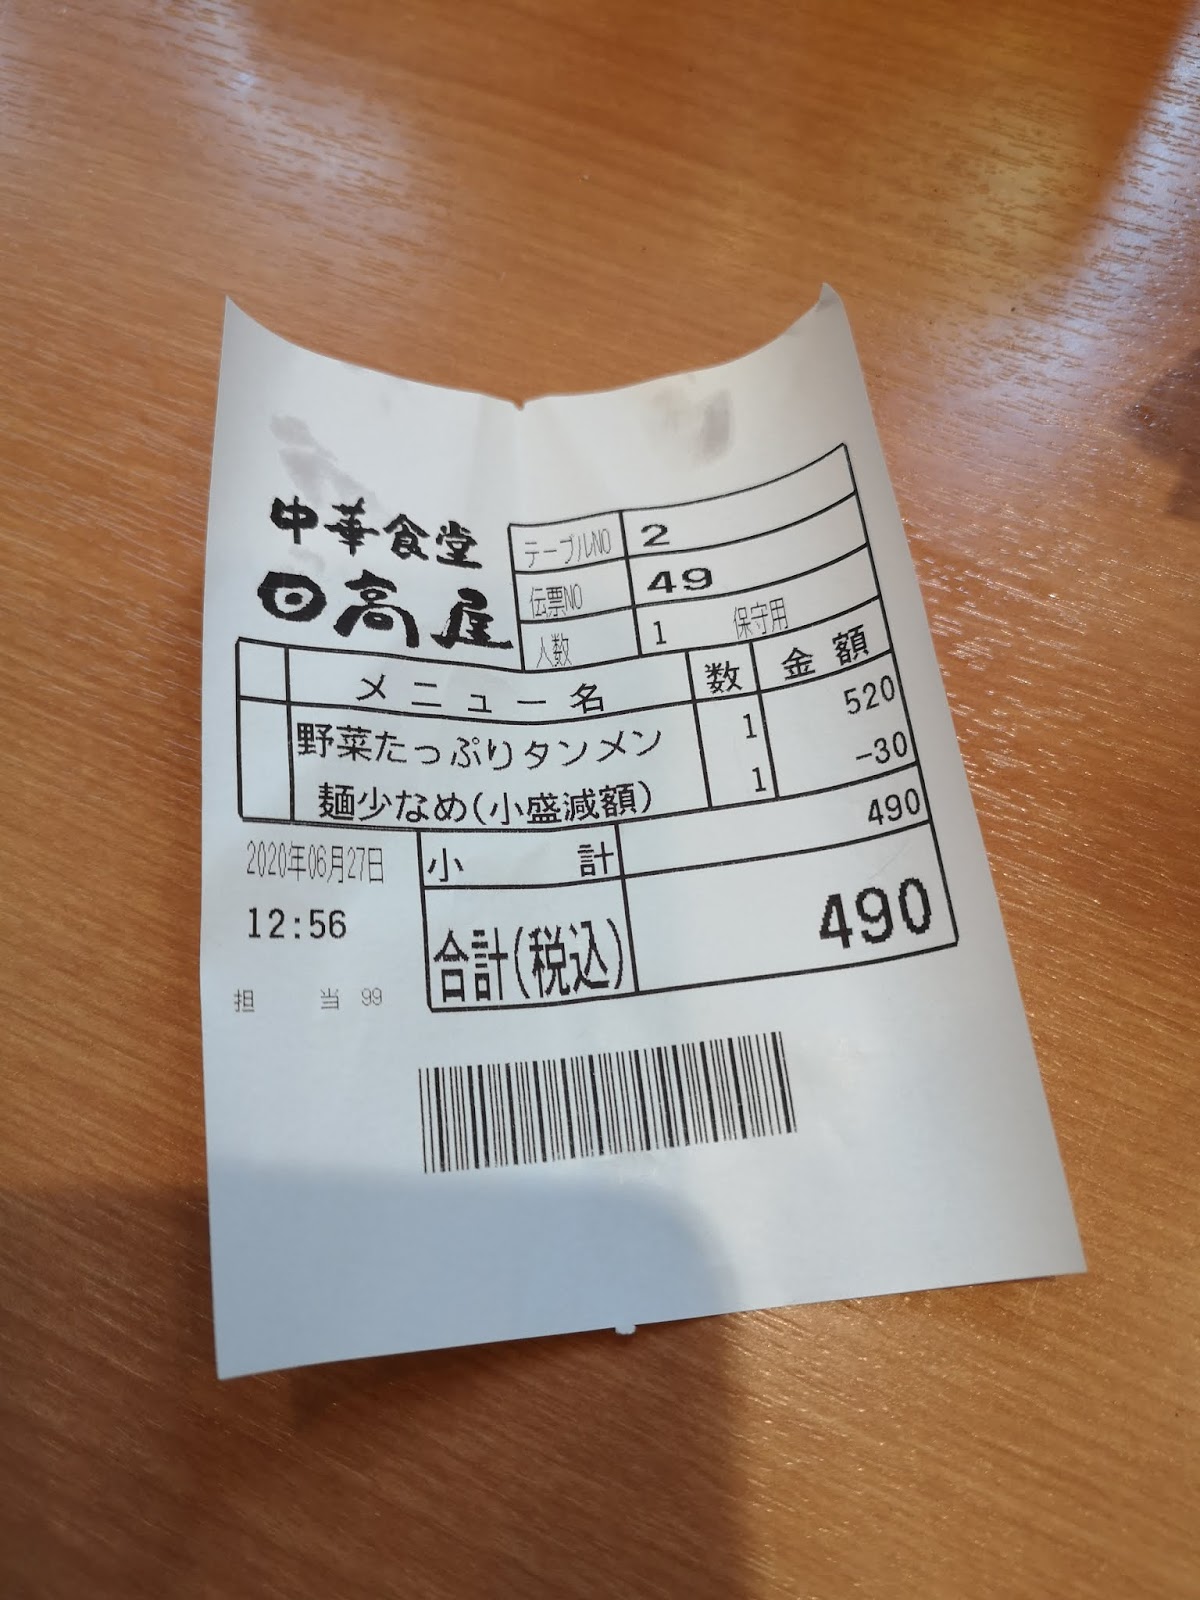 中華食堂
日高屋
テーブルNO 2
伝票NO 49
人数 1 保守用
メニュー名 数 金額
野菜たっぷりタンメン 1 520
麺少なめ(小盛減額) 1 -30
小計 490
合計(税込) 490
2020年06月27日
12:56
担当 99